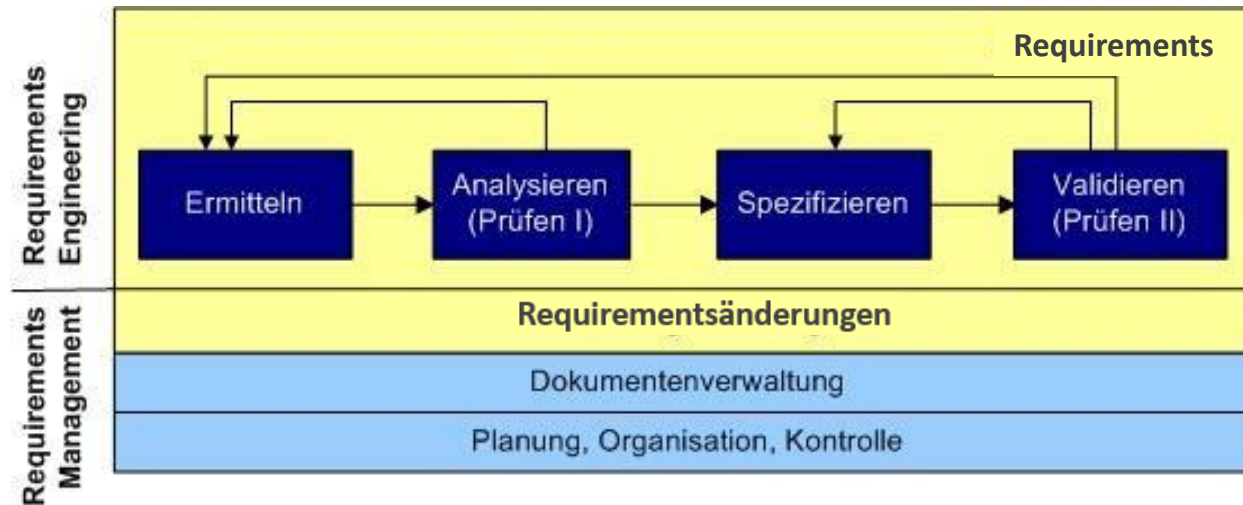 Requirements
Requirements
Engineering
Ermitteln
Analysieren
(Prüfen I)
Spezifizieren
Validieren
(Prüfen II)
Requirements
Management
Requirementsänderungen
Dokumentenverwaltung
Planung, Organisation, Kontrolle